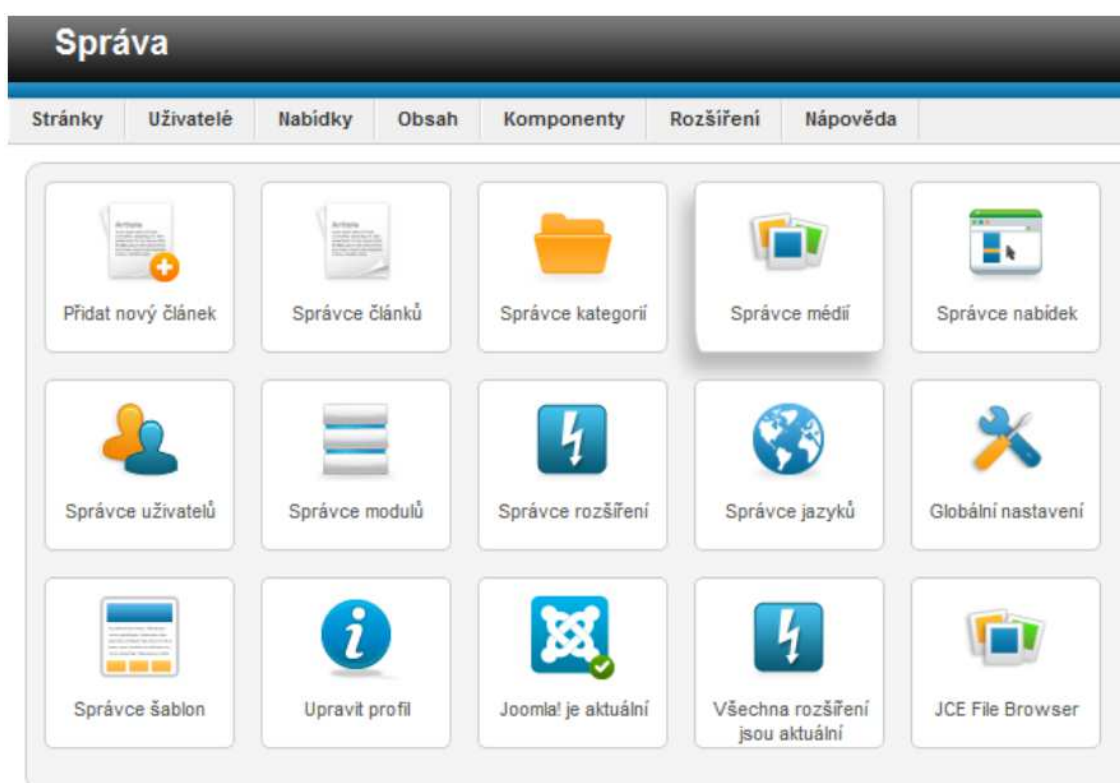 Správa
Stránky Uživatelé Nabídky Obsah Komponenty Rozšíření Nápověda
Přidat nový článek Správce článků Správce kategorií Správce médií Správce nabídek
Správce uživatelů Správce modulů Správce rozšíření Správce jazyků Globální nastavení
Správce šablon Upravit profil Joomla! je aktuální Všechna rozšíření JCE File Browser
jsou aktuální